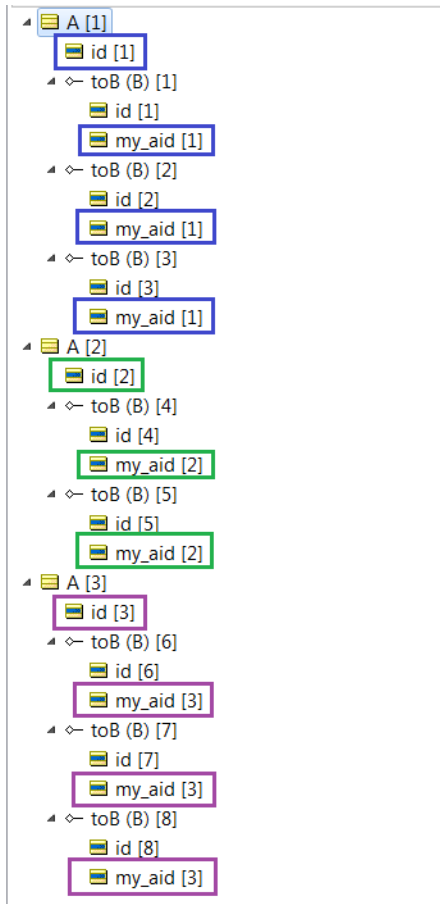 A [1]
id [1]
toB (B) [1]
id [1]
my_aid [1]
toB (B) [2]
id [2]
my_aid [1]
toB (B) [3]
id [3]
my_aid [1]
A [2]
id [2]
toB (B) [4]
id [4]
my_aid [2]
toB (B) [5]
id [5]
my_aid [2]
A [3]
id [3]
toB (B) [6]
id [6]
my_aid [3]
toB (B) [7]
id [7]
my_aid [3]
toB (B) [8]
id [8]
my_aid [3]